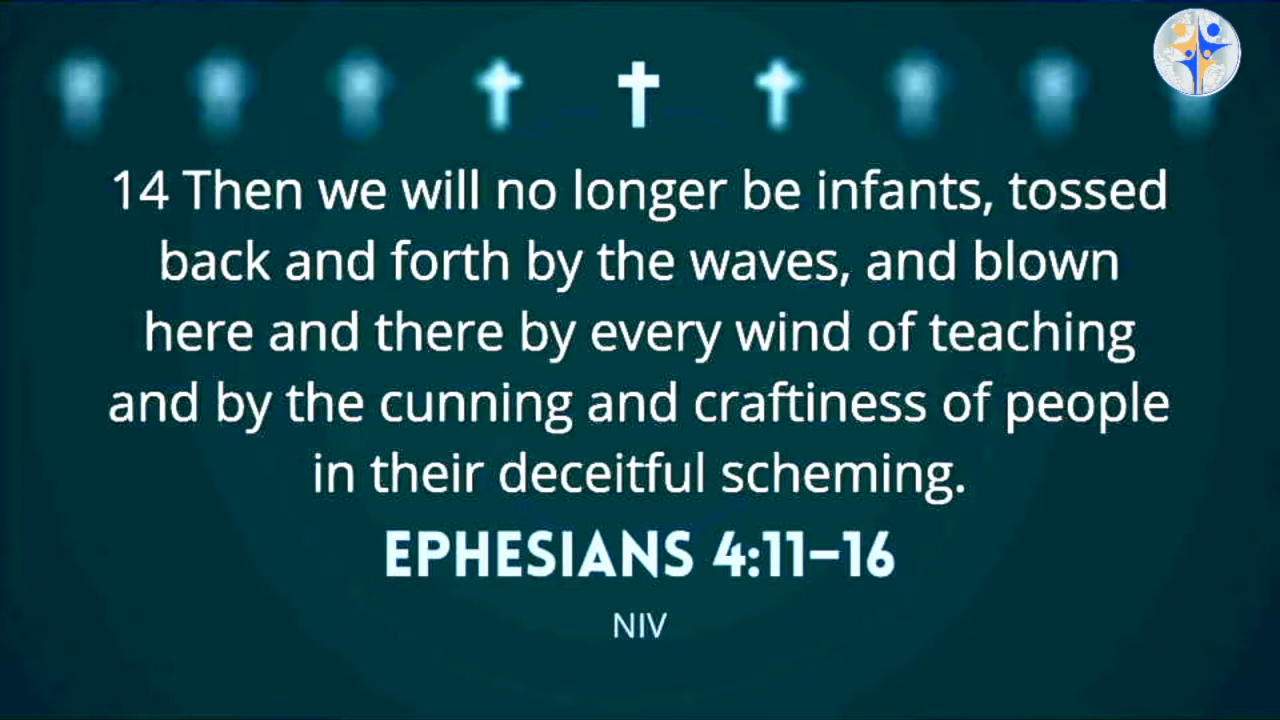 14 Then we will no longer be infants, tossed
back and forth by the waves, and blown
here and there by every wind of teaching
and by the cunning and craftiness of people
in their deceitful scheming.
EPHESIANS 4:11–16
NIV